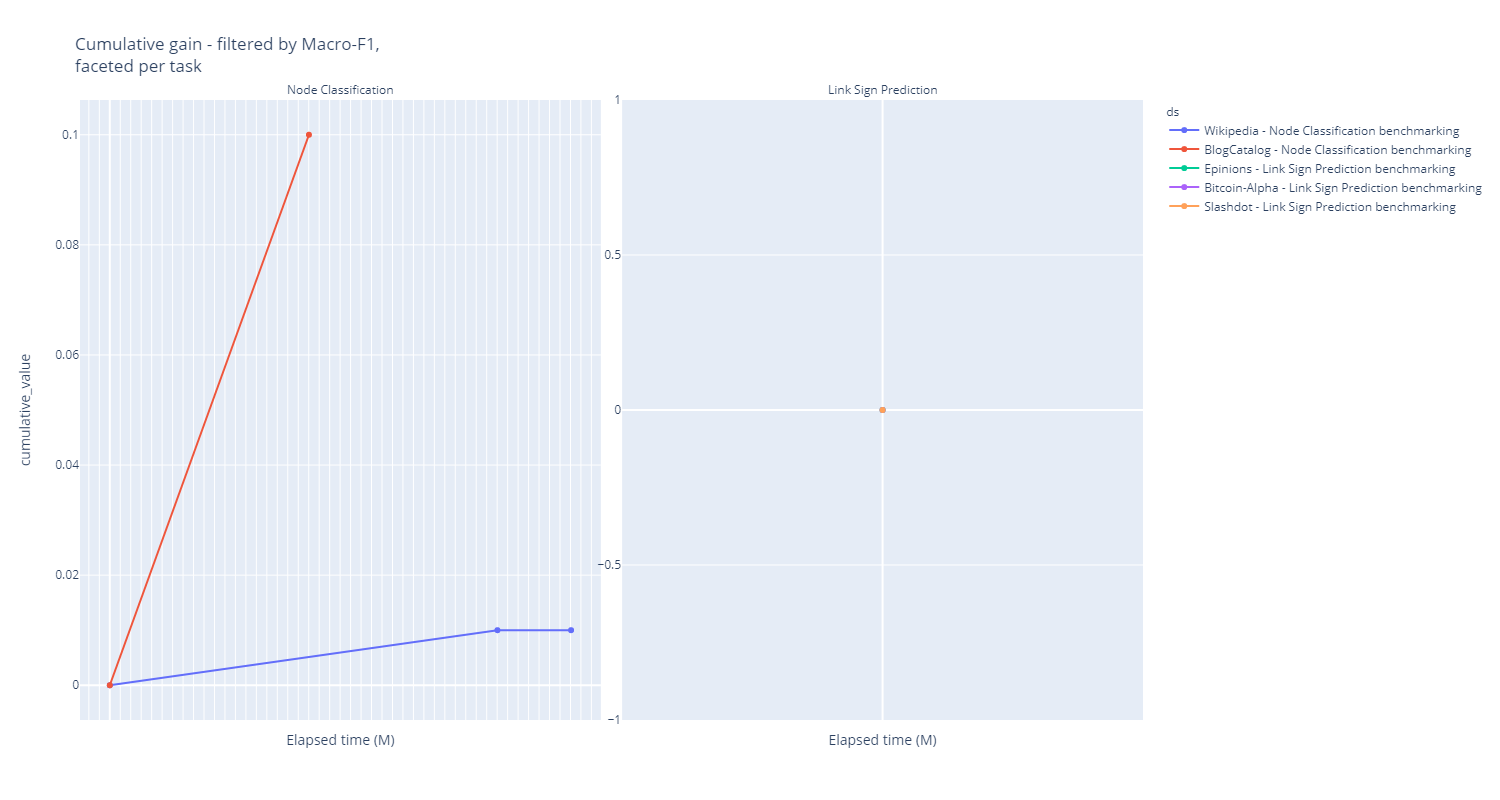 Cumulative gain - filtered by Macro-F1,
faceted per task
Node Classification
Link Sign Prediction
cumulative_value
0.1
0.08
0.06
0.04
0.02
0
1
0.5
0
−0.5
−1
Elapsed time (M)
Elapsed time (M)
ds
Wikipedia - Node Classification benchmarking
BlogCatalog - Node Classification benchmarking
Epinions - Link Sign Prediction benchmarking
Bitcoin-Alpha - Link Sign Prediction benchmarking
Slashdot - Link Sign Prediction benchmarking